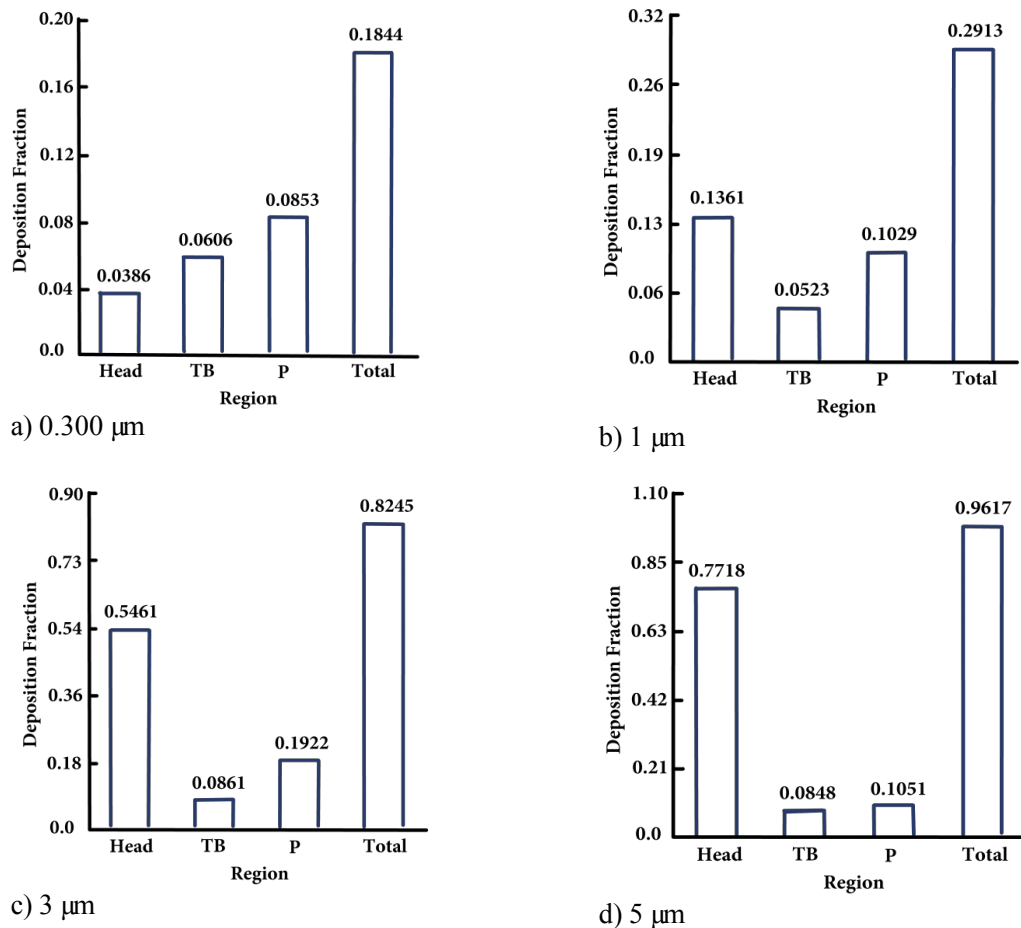 0.20
0.16
0.12
0.08
0.04
0.0
Deposition Fraction
0.0386
0.0606
0.0853
0.1844
Head TB P Total
Region
a) 0.300 μm
0.32
0.26
0.19
0.13
0.06
0.0
Deposition Fraction
0.1361
0.0523
0.1029
0.2913
Head TB P Total
Region
b) 1 μm
0.90
0.73
0.54
0.36
0.18
0.0
Deposition Fraction
0.5461
0.0861
0.1922
0.8245
Head TB P Total
Region
c) 3 μm
1.10
0.85
0.63
0.42
0.21
0.0
Deposition Fraction
0.7718
0.0848
0.1051
0.9617
Head TB P Total
Region
d) 5 μm